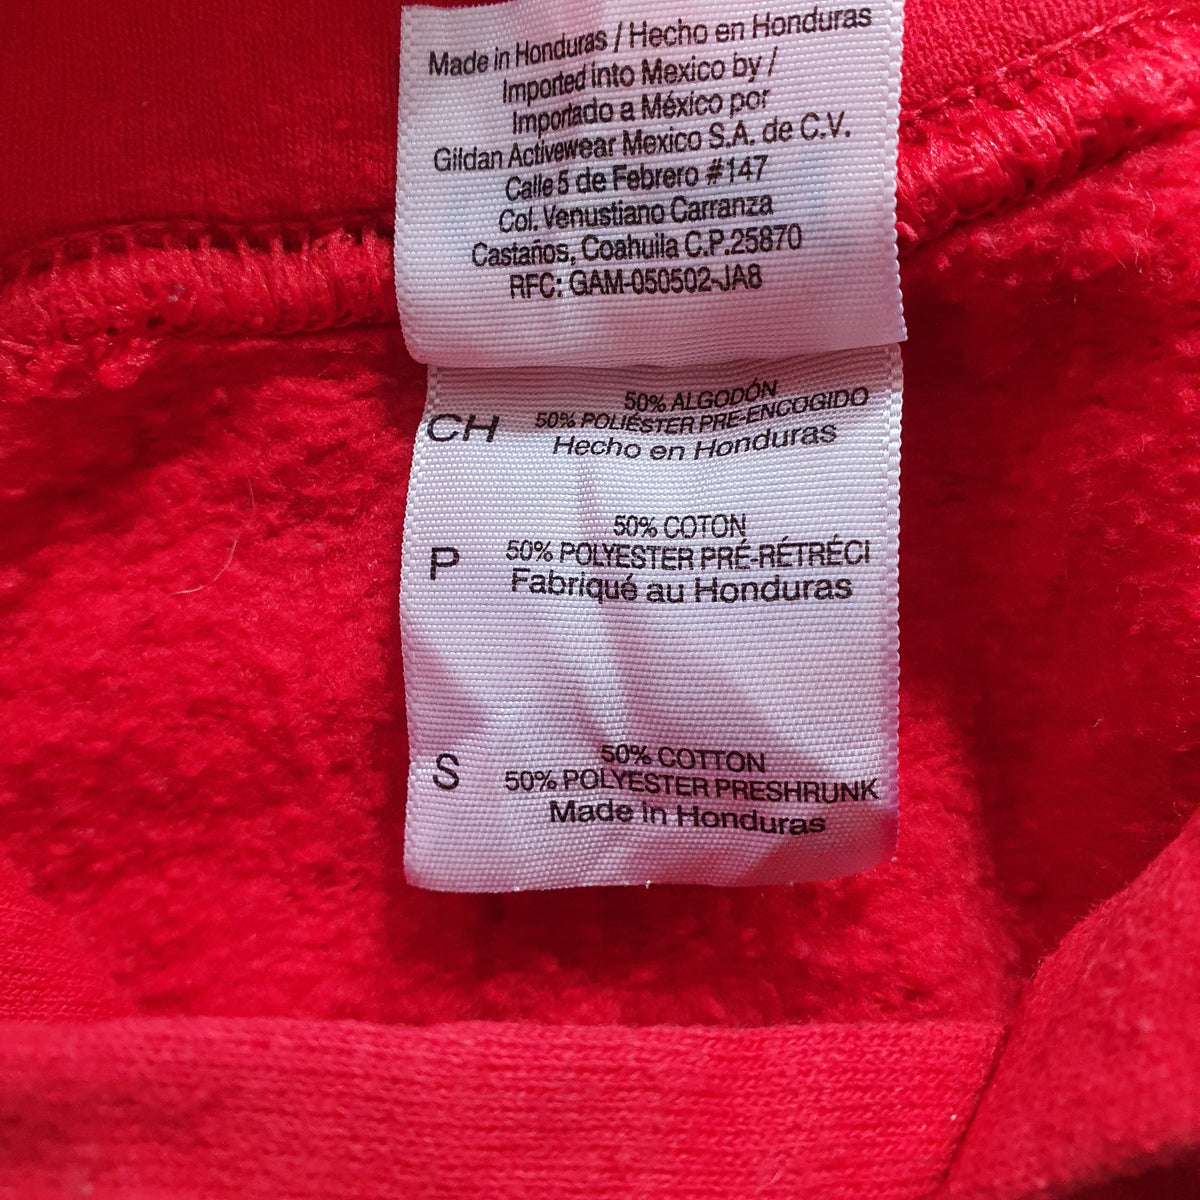 Made in Honduras / Hecho en Honduras
Imported into Mexico by /
Importado a México por
Gildan Activewear Mexico S.A. de C.V.
Calle 5 de Febrero #147
Col. Venustiano Carranza
Castaños, Coahuila C.P.25870
RFC: GAM-050502-JA8
50% ALGODÓN
CH 50% POLIÉSTER PRE-ENCOGIDO
Hecho en Honduras
50% COTON
P 50% POLYESTER PRÉ-RÉTRÉCI
Fabriqué au Honduras
50% COTTON
S 50% POLYESTER PRESHRUNK
Made in Honduras